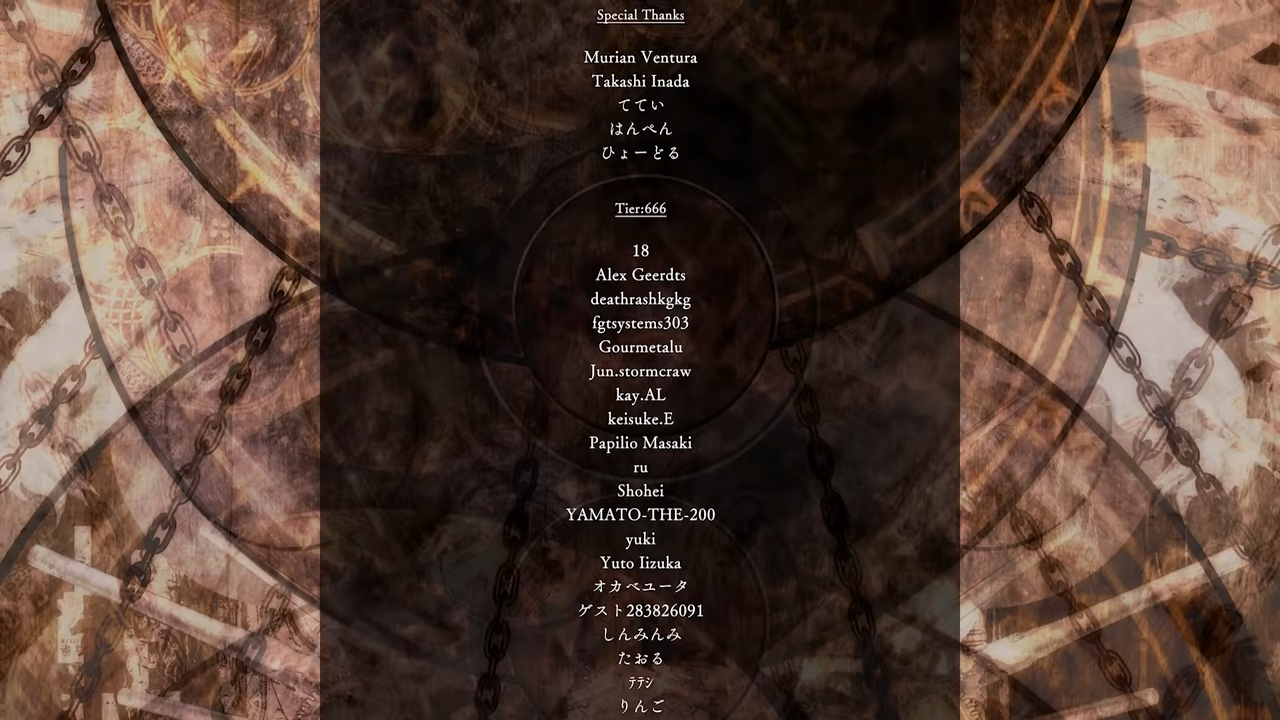 Special Thanks
Murian Ventura
Takashi Inada
ててい
はんぺん
ひょーどる
Tier:666
18
Alex Geerdts
deathrashkgkg
fgtsystems303
Gourmetalu
Jun.stormcraw
kay.AL
keisuke.E
Papilio Masaki
ru
Shohei
YAMATO-THE-200
yuki
Yuto Iizuka
オカベユータ
ゲスト283826091
しんみんみ
たおる
ﾃﾃｼ
りんご